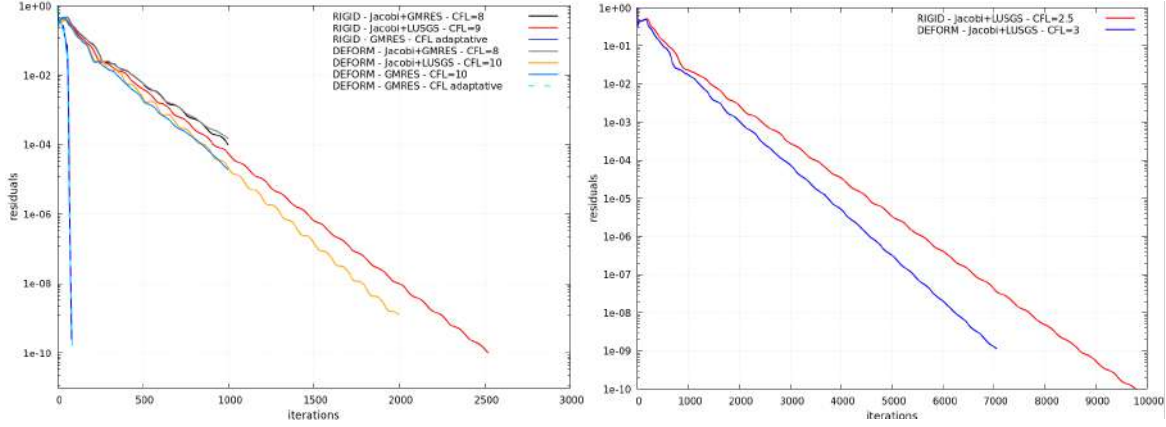 RIGID - Jacobi+GMRES - CFL=8
RIGID - Jacobi+LUSGS - CFL=9
RIGID - GMRES - CFL adaptative
DEFORM - Jacobi+GMRES - CFL=8
DEFORM - Jacobi+LUSGS - CFL=10
DEFORM - GMRES - CFL=10
DEFORM - GMRES - CFL adaptative
1e+00
1e-02
1e-04
1e-06
1e-08
1e-10
residuals
0 500 1000 1500 2000 2500 3000
iterations
RIGID - Jacobi+LUSGS - CFL=2.5
DEFORM - Jacobi+LUSGS - CFL=3
1e+00
1e-01
1e-02
1e-03
1e-04
1e-05
1e-06
1e-07
1e-08
1e-09
1e-10
residuals
0 1000 2000 3000 4000 5000 6000 7000 8000 9000 10000
iterations